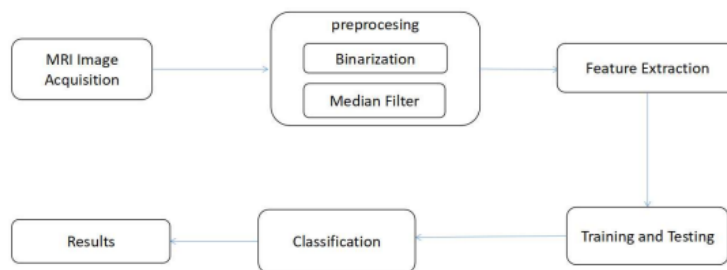 preprocesing
MRI Image
Acquisition
Binarization
Median Filter
Feature Extraction
Training and Testing
Classification
Results